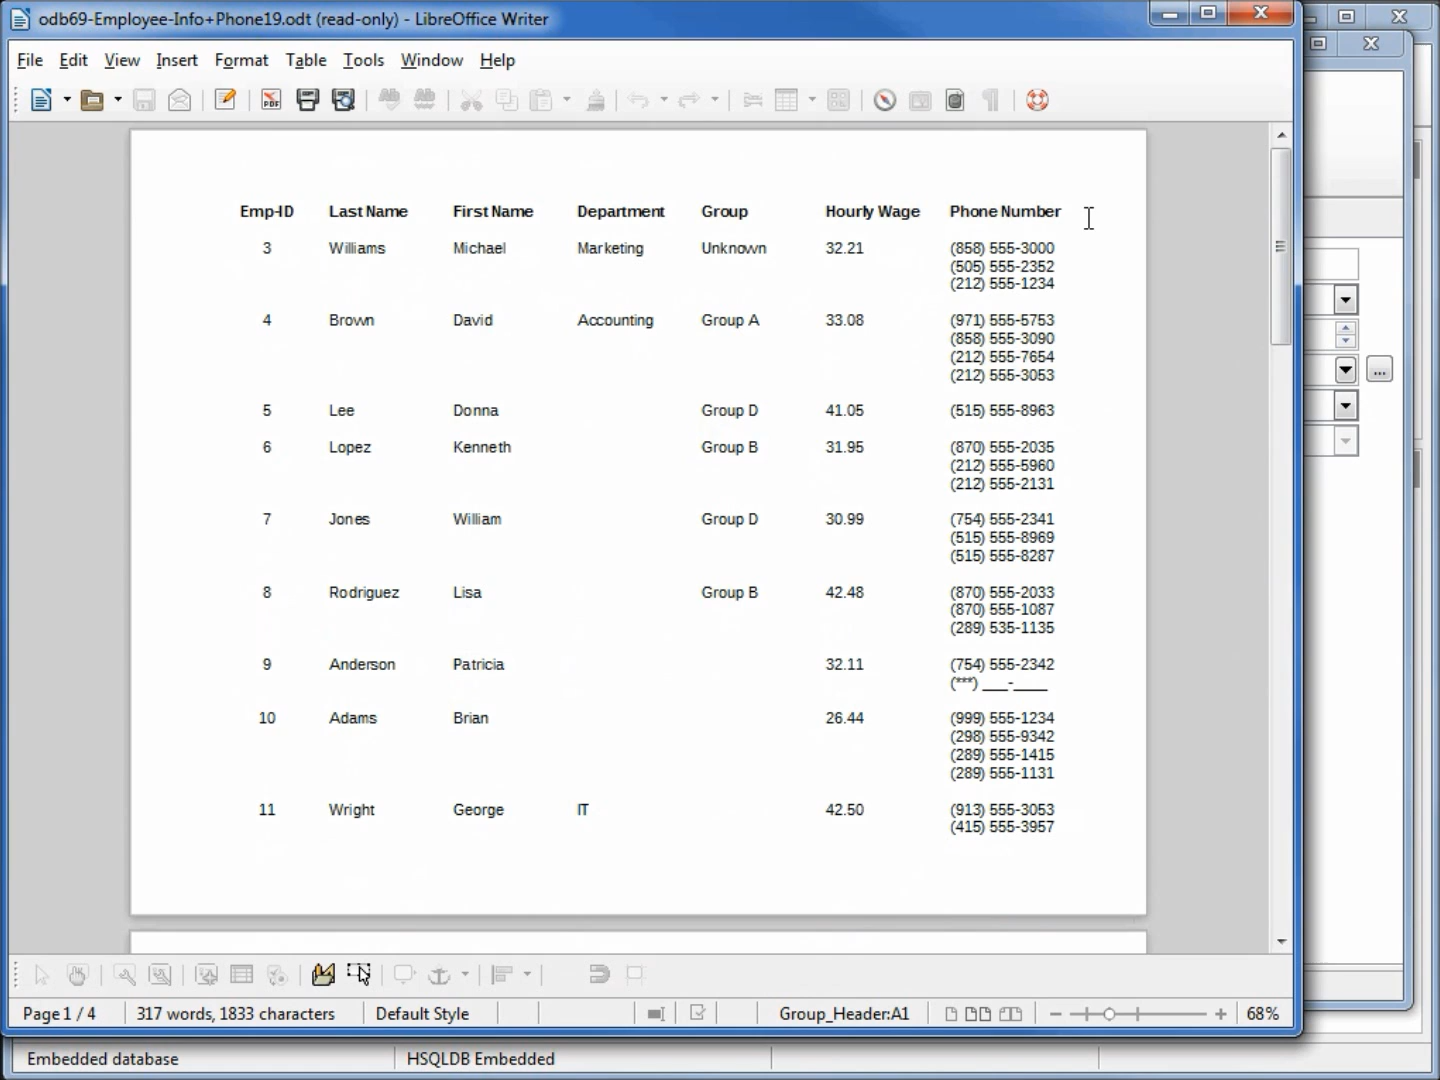 odb69-Employee-Info+Phone19.odt (read-only) - LibreOffice Writer
File Edit View Insert Format Table Tools Window Help
Emp-ID Last Name First Name Department Group Hourly Wage Phone Number
3 Williams Michael Marketing Unknown 32.21 (858) 555-3000
(505) 555-2352
(212) 555-1234
4 Brown David Accounting Group A 33.08 (971) 555-5753
(858) 555-3090
(212) 555-7654
(212) 555-3053
5 Lee Donna Group D 41.05 (515) 555-8963
6 Lopez Kenneth Group B 31.95 (870) 555-2035
(212) 555-5960
(212) 555-2131
7 Jones William Group D 30.99 (754) 555-2341
(515) 555-8969
(515) 555-8287
8 Rodriguez Lisa Group B 42.48 (870) 555-2033
(870) 555-1087
(289) 535-1135
9 Anderson Patricia 32.11 (754) 555-2342
(***) ___-____
10 Adams Brian 26.44 (999) 555-1234
(298) 555-9342
(289) 555-1415
(289) 555-1131
11 Wright George IT 42.50 (913) 555-3053
(415) 555-3957
Page 1 / 4 317 words, 1833 characters Default Style Group_Header:A1 68%
Embedded database HSQLDB Embedded